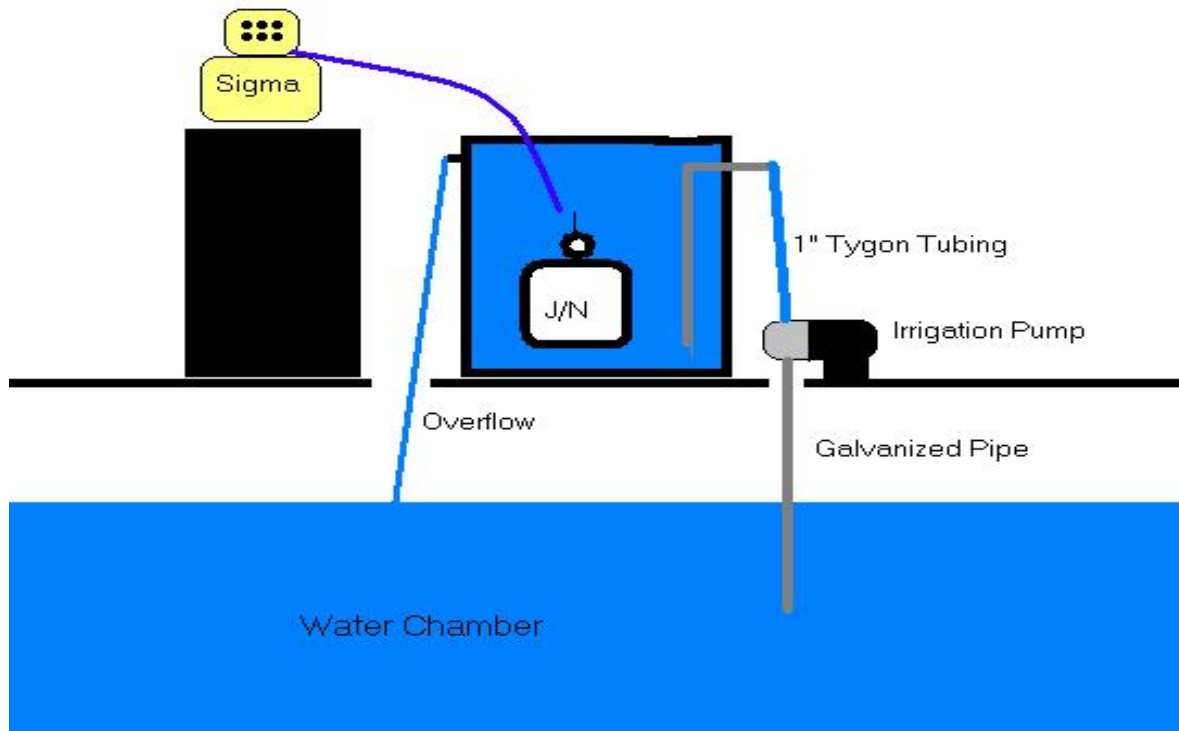 Sigma
1" Tygon Tubing
J/N
Irrigation Pump
Overflow
Galvanized Pipe
Water Chamber